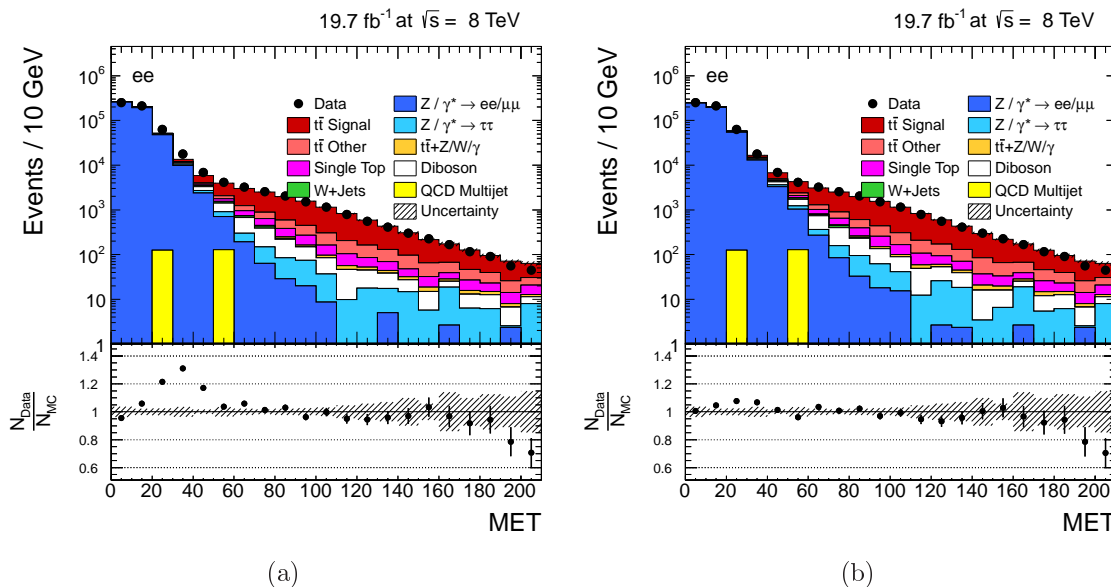 19.7 fb⁻¹ at √s = 8 TeV
Events / 10 GeV
10⁶
10⁵
10⁴
10³
10²
10
1
ee
Data
tt̄ Signal
tt̄ Other
Single Top
W+Jets
Z / γ* → ee/μμ
Z / γ* → ττ
tt̄+Z/W/γ
Diboson
QCD Multijet
Uncertainty
N_Data
N_MC
1.4
1.2
1
0.8
0.6
0 20 40 60 80 100 120 140 160 180 200
MET
(a)
19.7 fb⁻¹ at √s = 8 TeV
Events / 10 GeV
10⁶
10⁵
10⁴
10³
10²
10
1
ee
Data
tt̄ Signal
tt̄ Other
Single Top
W+Jets
Z / γ* → ee/μμ
Z / γ* → ττ
tt̄+Z/W/γ
Diboson
QCD Multijet
Uncertainty
N_Data
N_MC
1.4
1.2
1
0.8
0.6
0 20 40 60 80 100 120 140 160 180 200
MET
(b)